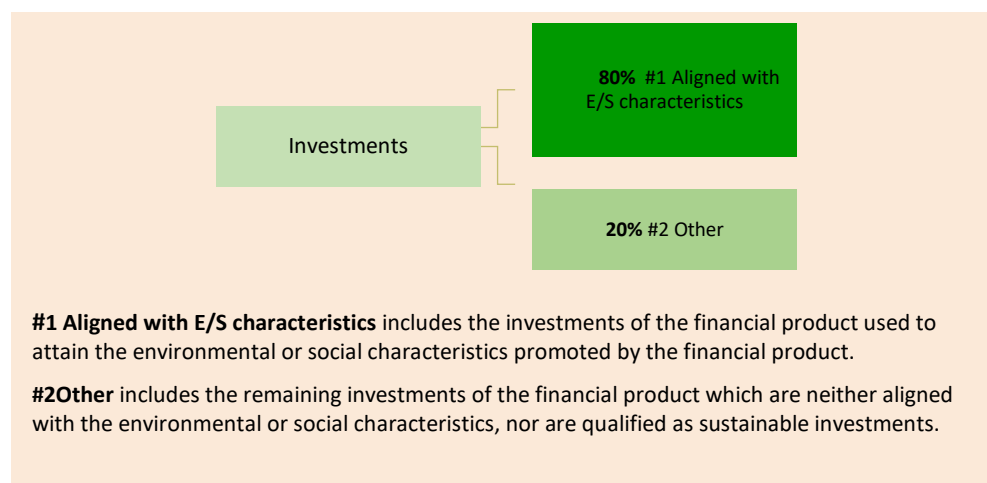 80% #1 Aligned with
E/S characteristics
Investments
20% #2 Other
#1 Aligned with E/S characteristics includes the investments of the financial product used to
attain the environmental or social characteristics promoted by the financial product.
#2Other includes the remaining investments of the financial product which are neither aligned
with the environmental or social characteristics, nor are qualified as sustainable investments.